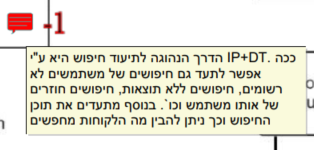 -1
ככה .IP+DT הדרך הנהוגה לתיעוד חיפוש היא ע"י
אפשר לתעד גם חיפושים של משתמשים לא
רשומים, חיפושים ללא תוצאות, חיפושים חוזרים
של אותו משתמש וכו`. בנוסף מתעדים את תוכן
החיפוש וכך ניתן להבין מה הלקוחות מחפשים